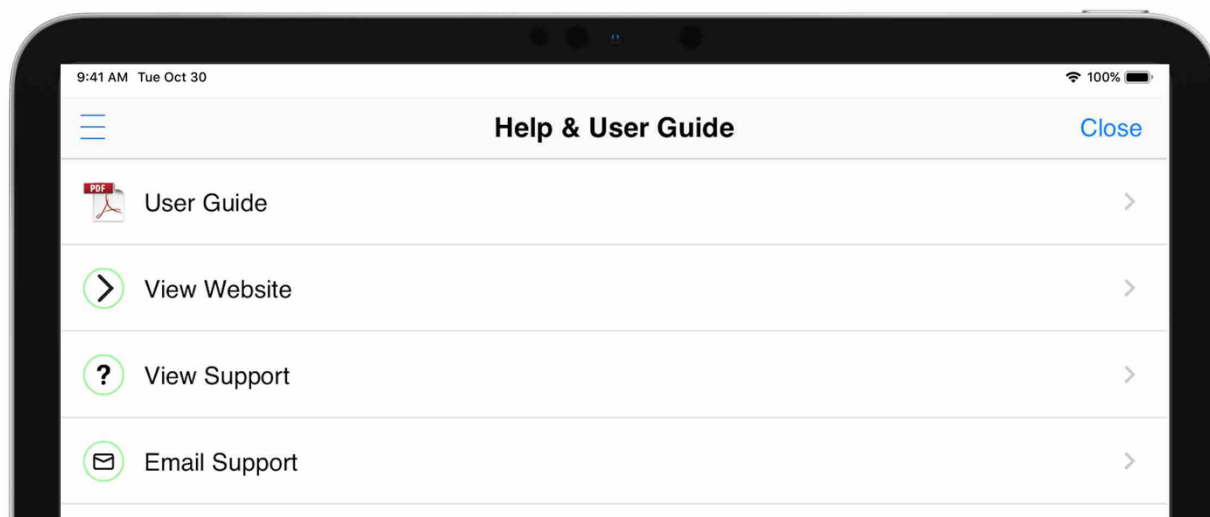 9:41 AM Tue Oct 30
100%
Help & User Guide
Close
PDF
User Guide
View Website
?
View Support
Email Support